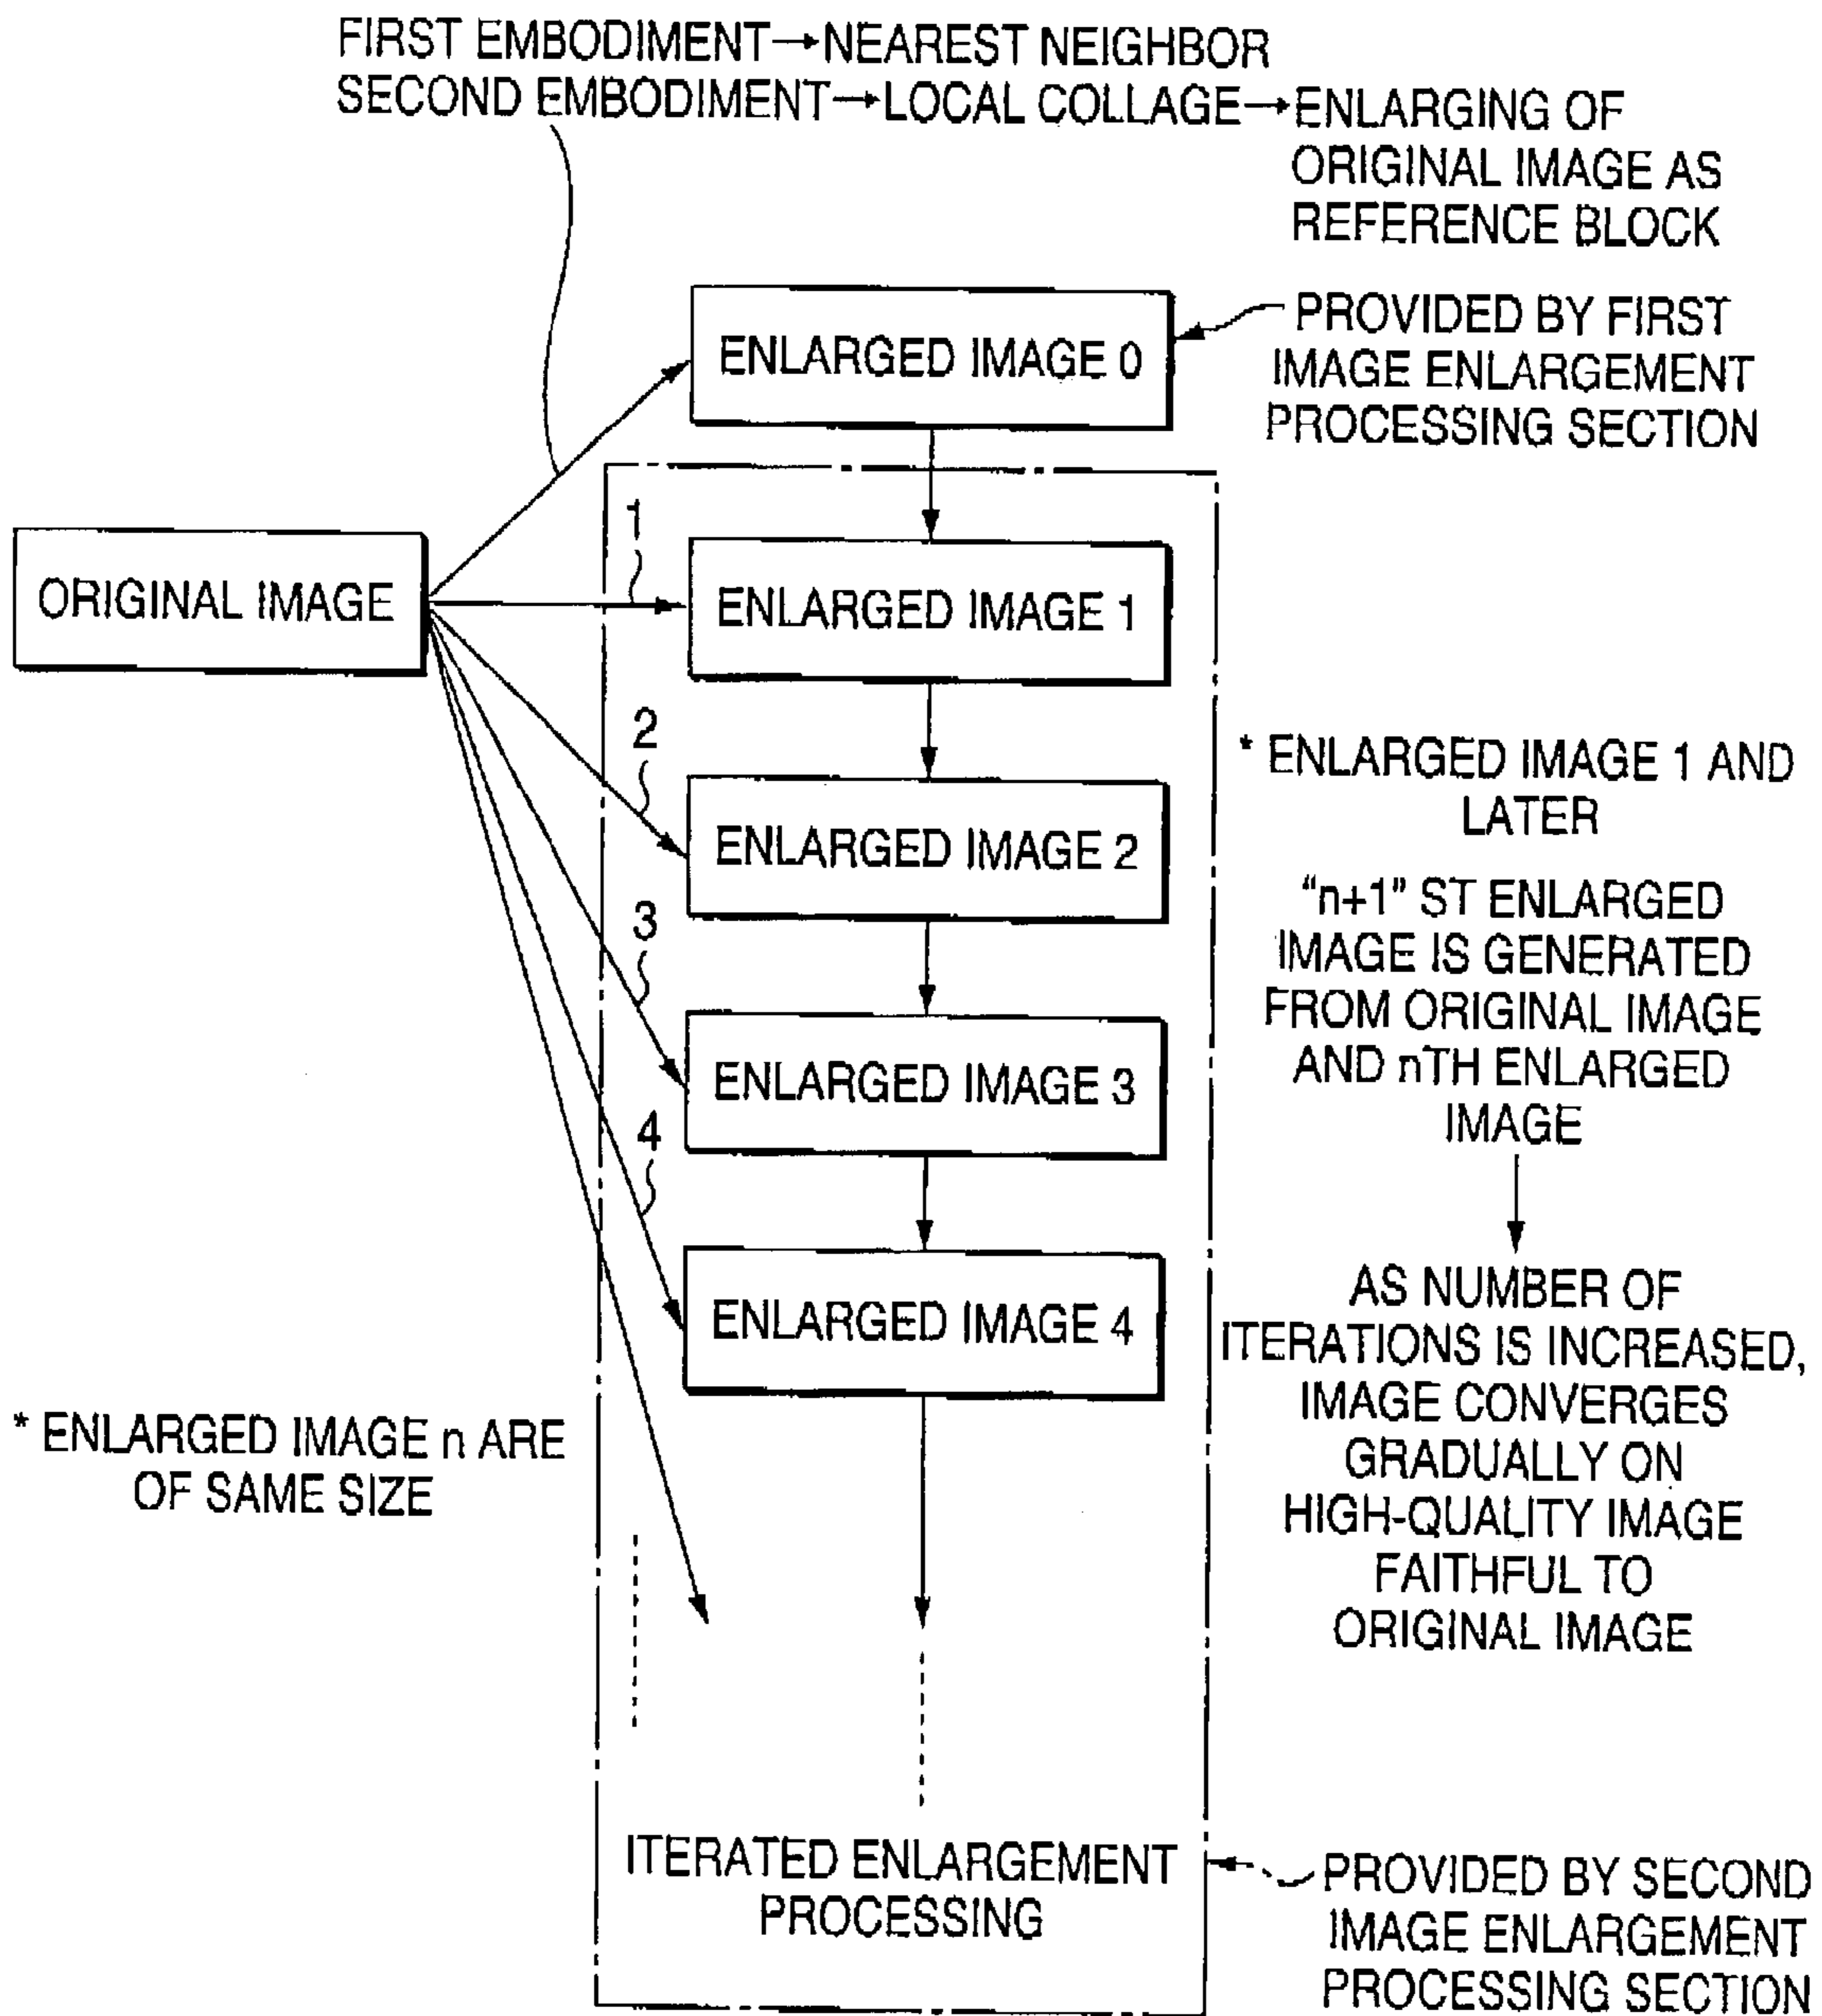 FIRST EMBODIMENT→NEAREST NEIGHBOR
SECOND EMBODIMENT→LOCAL COLLAGE→ENLARGING OF
ORIGINAL IMAGE AS
REFERENCE BLOCK
ENLARGED IMAGE 0
PROVIDED BY FIRST
IMAGE ENLARGEMENT
PROCESSING SECTION
ORIGINAL IMAGE
1
ENLARGED IMAGE 1
2
ENLARGED IMAGE 2
* ENLARGED IMAGE 1 AND
LATER
"n+1" ST ENLARGED
IMAGE IS GENERATED
FROM ORIGINAL IMAGE
AND nTH ENLARGED
IMAGE
3
ENLARGED IMAGE 3
4
ENLARGED IMAGE 4
AS NUMBER OF
ITERATIONS IS INCREASED,
IMAGE CONVERGES
GRADUALLY ON
HIGH-QUALITY IMAGE
FAITHFUL TO
ORIGINAL IMAGE
* ENLARGED IMAGE n ARE
OF SAME SIZE
ITERATED ENLARGEMENT
PROCESSING
PROVIDED BY SECOND
IMAGE ENLARGEMENT
PROCESSING SECTION